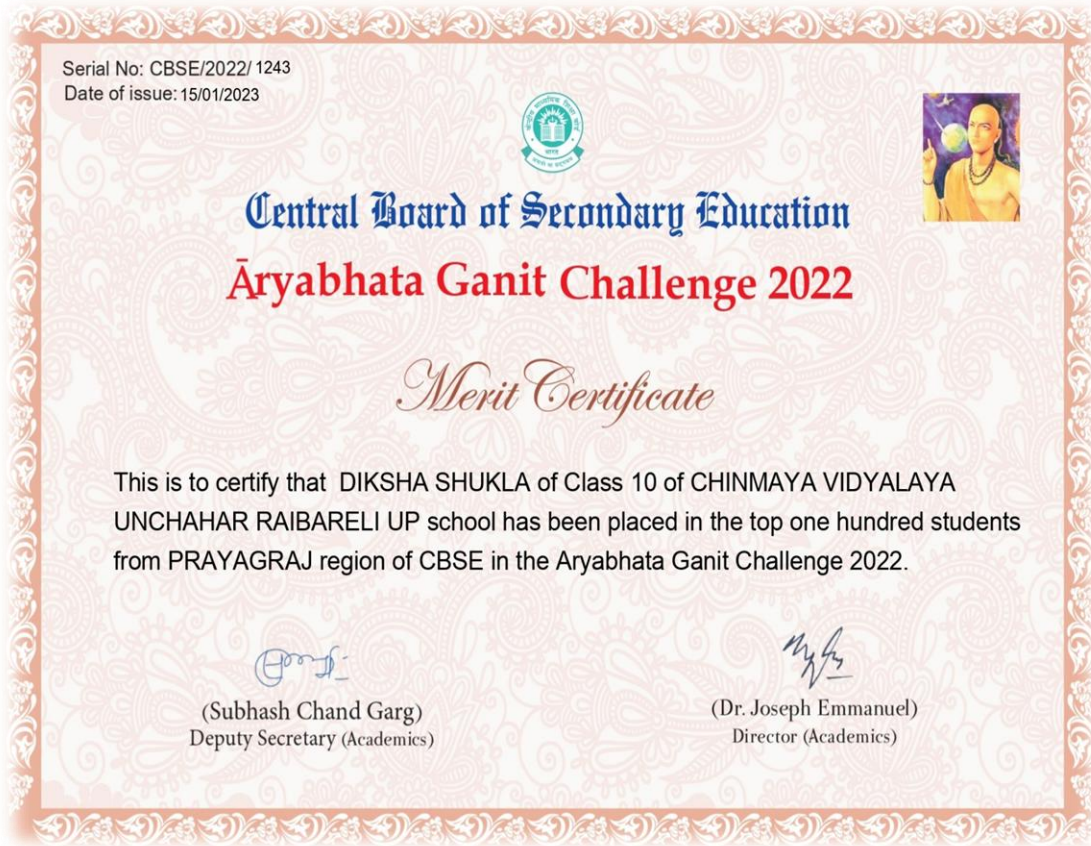 Serial No: CBSE/2022/ 1243
Date of issue: 15/01/2023
भारत
Central Board of Secondary Education
Āryabhata Ganit Challenge 2022
Merit Certificate
This is to certify that DIKSHA SHUKLA of Class 10 of CHINMAYA VIDYALAYA
UNCHAHAR RAIBARELI UP school has been placed in the top one hundred students
from PRAYAGRAJ region of CBSE in the Aryabhata Ganit Challenge 2022.
(Subhash Chand Garg)
Deputy Secretary (Academics)
(Dr. Joseph Emmanuel)
Director (Academics)